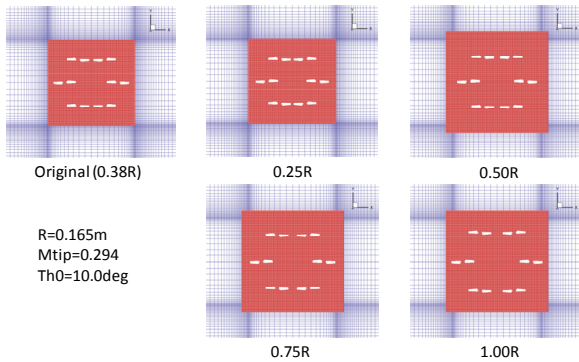 Original (0.38R)
0.25R
0.50R
R=0.165m
Mtip=0.294
Th0=10.0deg
0.75R
1.00R